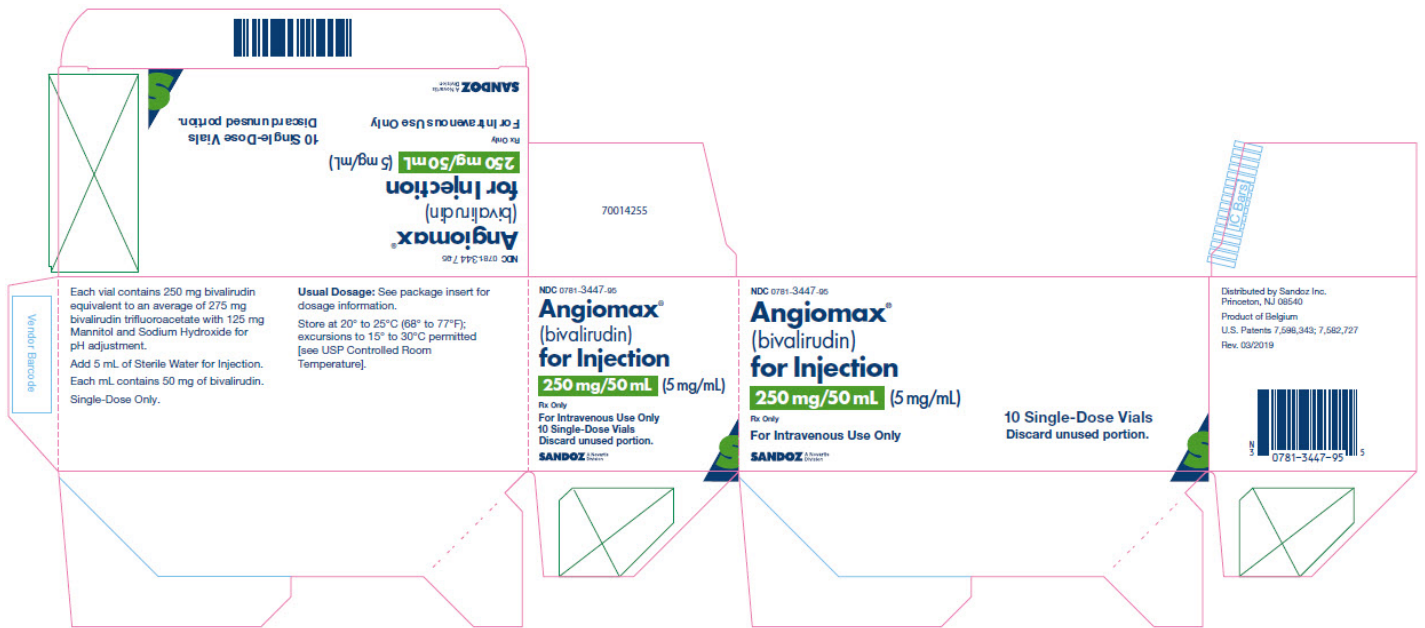 SANDOZ A Novartis
Division
For Intravenous Use Only
Rx Only
250 mg/50 mL (5 mg/mL)
for Injection
(bivalirudin)
Angiomax®
NDC 0781-3447-95
10 Single-Dose Vials
Discard unused portion.
S
70014255
IC Bars
Vendor Barcode
Each vial contains 250 mg bivalirudin
equivalent to an average of 275 mg
bivalirudin trifluoroacetate with 125 mg
Mannitol and Sodium Hydroxide for
pH adjustment.
Add 5 mL of Sterile Water for Injection.
Each mL contains 50 mg of bivalirudin.
Single-Dose Only.
Usual Dosage: See package insert for
dosage information.
Store at 20° to 25°C (68° to 77°F);
excursions to 15° to 30°C permitted
[see USP Controlled Room
Temperature].
NDC 0781-3447-95
Angiomax®
(bivalirudin)
for Injection
250 mg/50 mL (5 mg/mL)
Rx Only
For Intravenous Use Only
10 Single-Dose Vials
Discard unused portion.
SANDOZ A Novartis
Division
S
NDC 0781-3447-95
Angiomax®
(bivalirudin)
for Injection
250 mg/50 mL (5 mg/mL)
Rx Only
For Intravenous Use Only
SANDOZ A Novartis
Division
10 Single-Dose Vials
Discard unused portion.
S
Distributed by Sandoz Inc.
Princeton, NJ 08540
Product of Belgium
U.S. Patents 7,598,343; 7,582,727
Rev. 03/2019
N
3 0781-3447-95 5